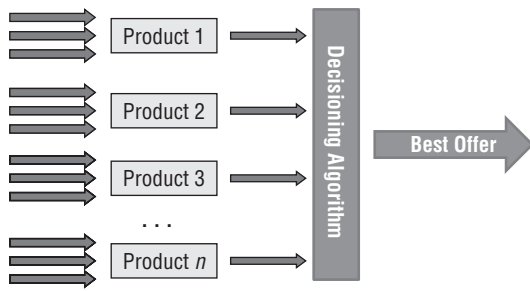 Product 1
Product 2
Product 3
. . .
Product n
Decisioning Algorithm
Best Offer